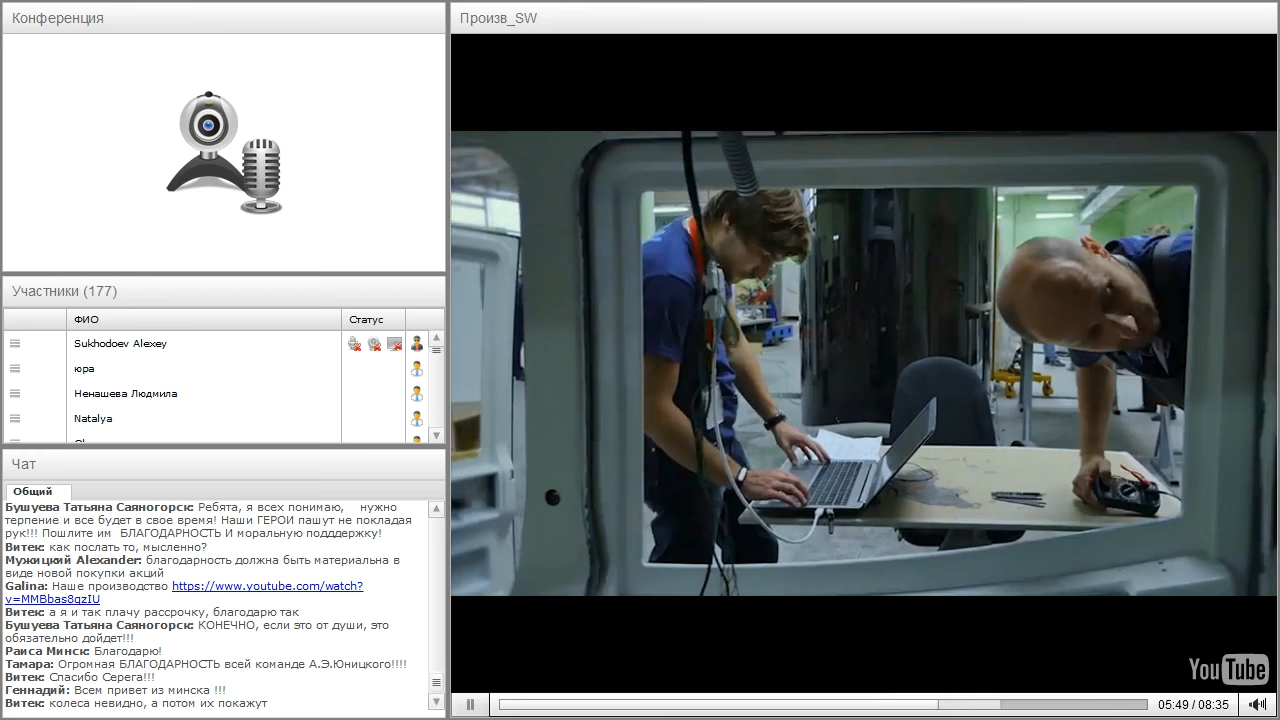 Конференция
Произв_SW
Участники (177)
ФИО
Статус
Sukhodoev Alexey
юра
Ненашева Людмила
Natalya
Чат
Общий
Бушуева Татьяна Саяногорск: Ребята, я всех понимаю, нужно
терпение и все будет в свое время! Наши ГЕРОИ пашут не покладая
рук!!! Пошлите им БЛАГОДАРНОСТЬ И моральную подддержку!
Витек: как послать то, мысленно?
Мужицкий Alexander: благодарность должна быть материальна в
виде новой покупки акций
Galina: Наше производство https://www.youtube.com/watch?
v=MMBbas8qzIU
Витек: а я и так плачу рассрочку, благодарю так
Бушуева Татьяна Саяногорск: КОНЕЧНО, если это от души, это
обязательно дойдет!!!
Раиса Минск: Благодарю!
Тамара: Огромная БЛАГОДАРНОСТЬ всей команде А.Э.Юницкого!!!!
Витек: Спасибо Серега!!!
Геннадий: Всем привет из минска !!!
Витек: колеса невидно, а потом их покажут
YouTube
05:49 / 08:35